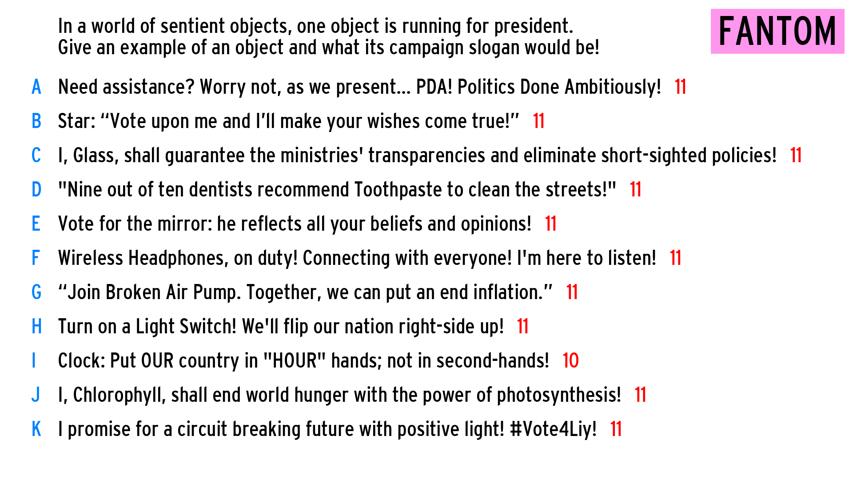 In a world of sentient objects, one object is running for president.
Give an example of an object and what its campaign slogan would be!
FANTOM
A Need assistance? Worry not, as we present... PDA! Politics Done Ambitiously! 11
B Star: “Vote upon me and I’ll make your wishes come true!” 11
C I, Glass, shall guarantee the ministries' transparencies and eliminate short-sighted policies! 11
D "Nine out of ten dentists recommend Toothpaste to clean the streets!" 11
E Vote for the mirror: he reflects all your beliefs and opinions! 11
F Wireless Headphones, on duty! Connecting with everyone! I'm here to listen! 11
G “Join Broken Air Pump. Together, we can put an end inflation.” 11
H Turn on a Light Switch! We'll flip our nation right-side up! 11
I Clock: Put OUR country in "HOUR" hands; not in second-hands! 10
J I, Chlorophyll, shall end world hunger with the power of photosynthesis! 11
K I promise for a circuit breaking future with positive light! #Vote4Liy! 11